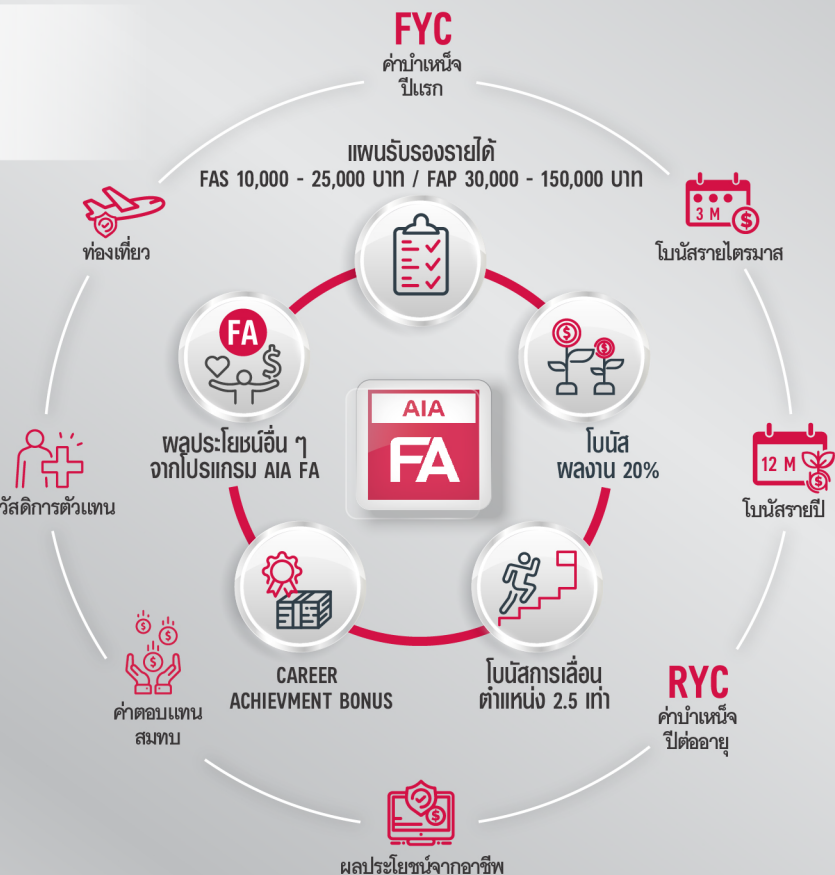 FYC
ค่าบำเหน็จ
ปีแรก
แผนรับรองรายได้
FAS 10,000 - 25,000 บาท / FAP 30,000 - 150,000 บาท
3 M
$
โบนัสรายไตรมาส
ท่องเที่ยว
FA
$
$
$
AIA
FA
ผลประโยชน์อื่น ๆ
จากโปรแกรม AIA FA
โบนัส
ผลงาน 20%
12 M
$
โบนัสรายปี
วัสดิการตัวแทน
CAREER
ACHIEVMENT BONUS
โบนัสการเลื่อน
ตำแหน่ง 2.5 เท่า
$
$
$
ค่าตอบแทน
สมทบ
RYC
ค่าบำเหน็จ
ปีต่ออายุ
$
ผลประโยชน์จากอาชีพ